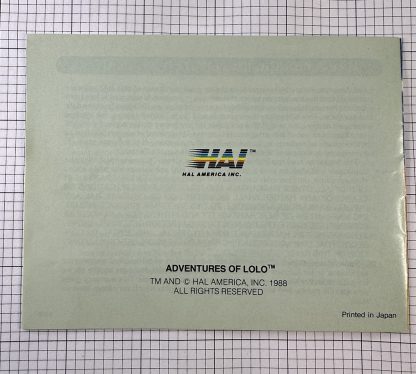 HAL™
HAL AMERICA INC.
ADVENTURES OF LOLO™
TM AND © HAL AMERICA, INC. 1988
ALL RIGHTS RESERVED
Printed in Japan